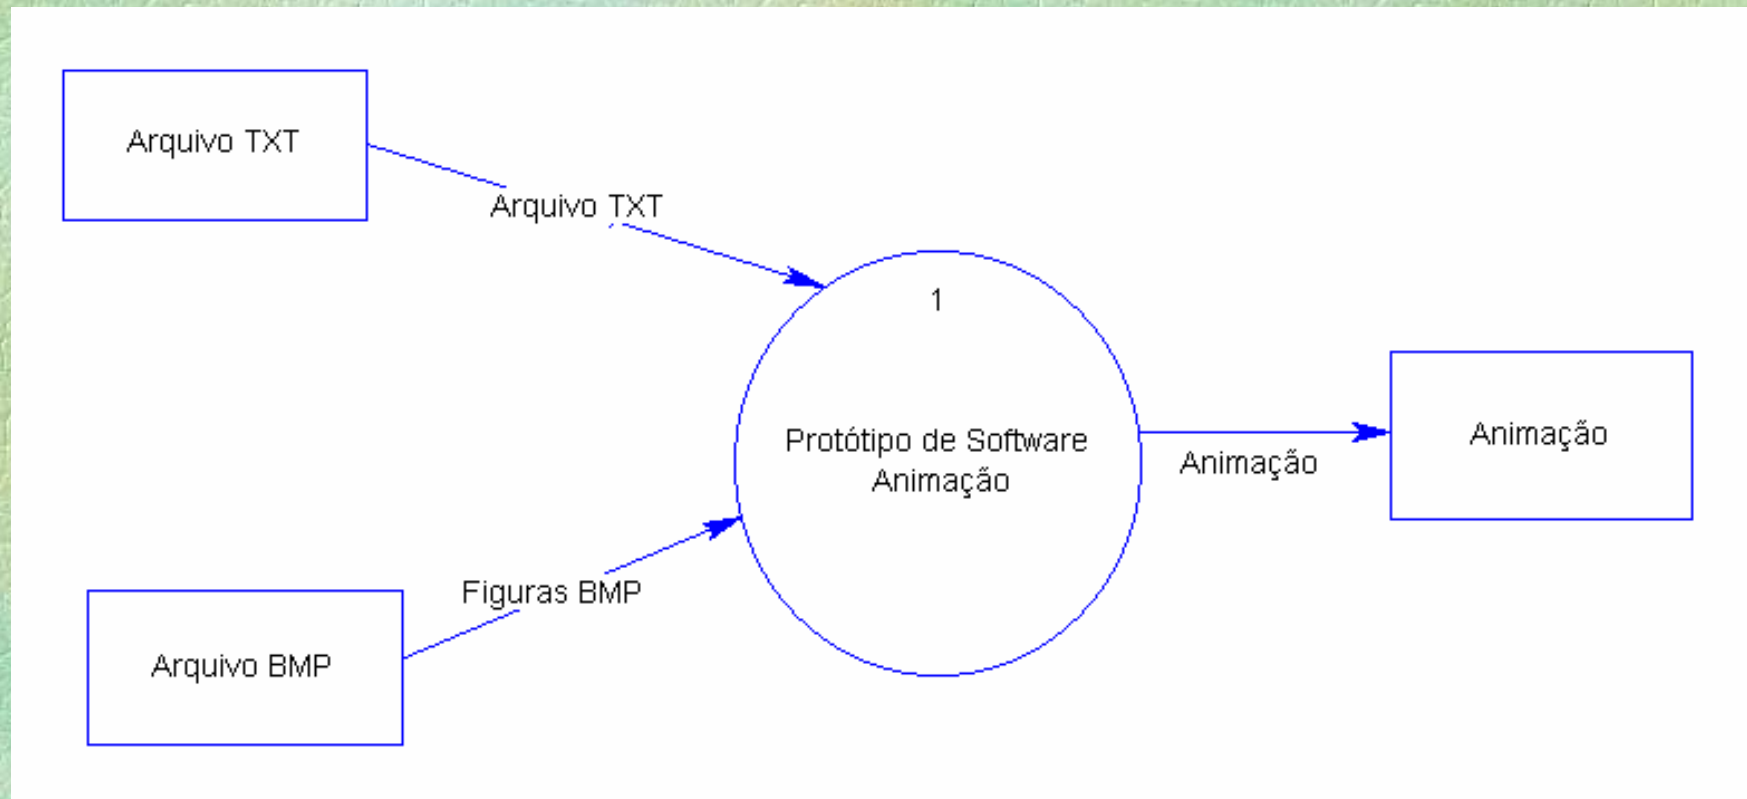 Arquivo TXT
Arquivo TXT
1
Protótipo de Software
Animação
Animação
Animação
Figuras BMP
Arquivo BMP